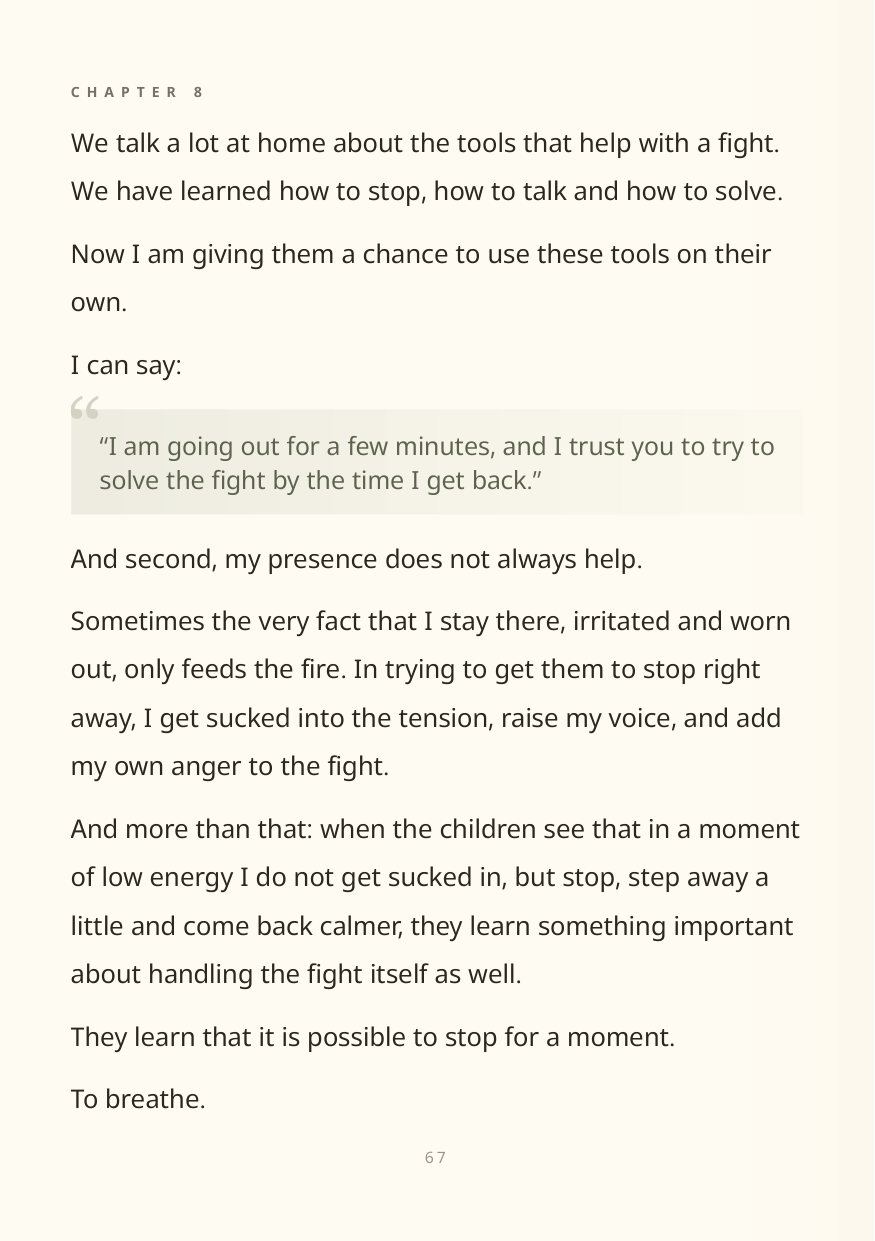 CHAPTER 8
We talk a lot at home about the tools that help with a fight.
We have learned how to stop, how to talk and how to solve.
Now I am giving them a chance to use these tools on their
own.
I can say:
“
“I am going out for a few minutes, and I trust you to try to
solve the fight by the time I get back.”
And second, my presence does not always help.
Sometimes the very fact that I stay there, irritated and worn
out, only feeds the fire. In trying to get them to stop right
away, I get sucked into the tension, raise my voice, and add
my own anger to the fight.
And more than that: when the children see that in a moment
of low energy I do not get sucked in, but stop, step away a
little and come back calmer, they learn something important
about handling the fight itself as well.
They learn that it is possible to stop for a moment.
To breathe.
67